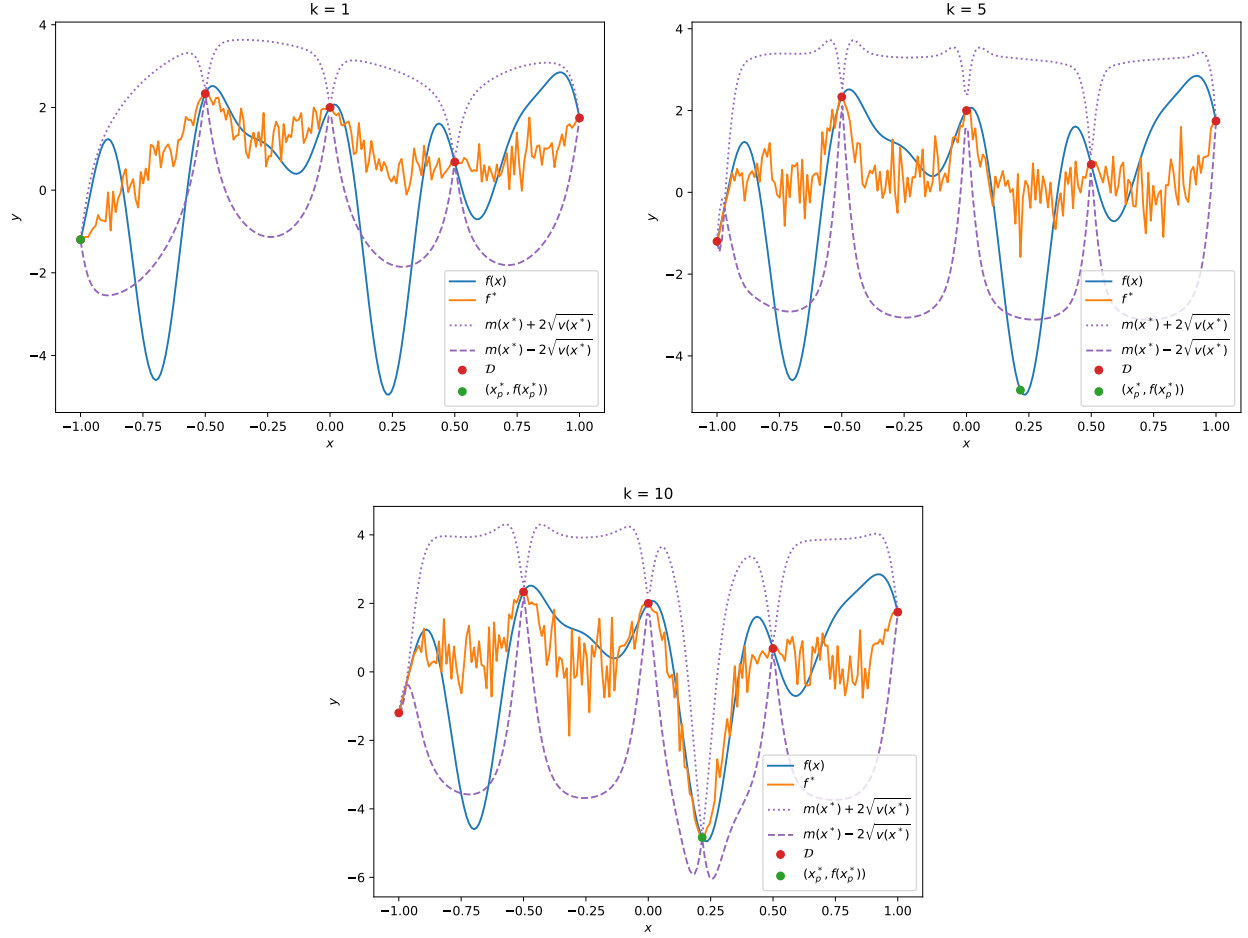 k = 1
4
2
0
−2
−4
y
−1.00 −0.75 −0.50 −0.25 0.00 0.25 0.50 0.75 1.00
x
f(x)
f*
m(x*) + 2√v(x*)
m(x*) − 2√v(x*)
𝒟
(x*ₚ, f(x*ₚ))
k = 5
4
2
0
−2
−4
y
−1.00 −0.75 −0.50 −0.25 0.00 0.25 0.50 0.75 1.00
x
f(x)
f*
m(x*) + 2√v(x*)
m(x*) − 2√v(x*)
𝒟
(x*ₚ, f(x*ₚ))
k = 10
4
2
0
−2
−4
−6
y
−1.00 −0.75 −0.50 −0.25 0.00 0.25 0.50 0.75 1.00
x
f(x)
f*
m(x*) + 2√v(x*)
m(x*) − 2√v(x*)
𝒟
(x*ₚ, f(x*ₚ))